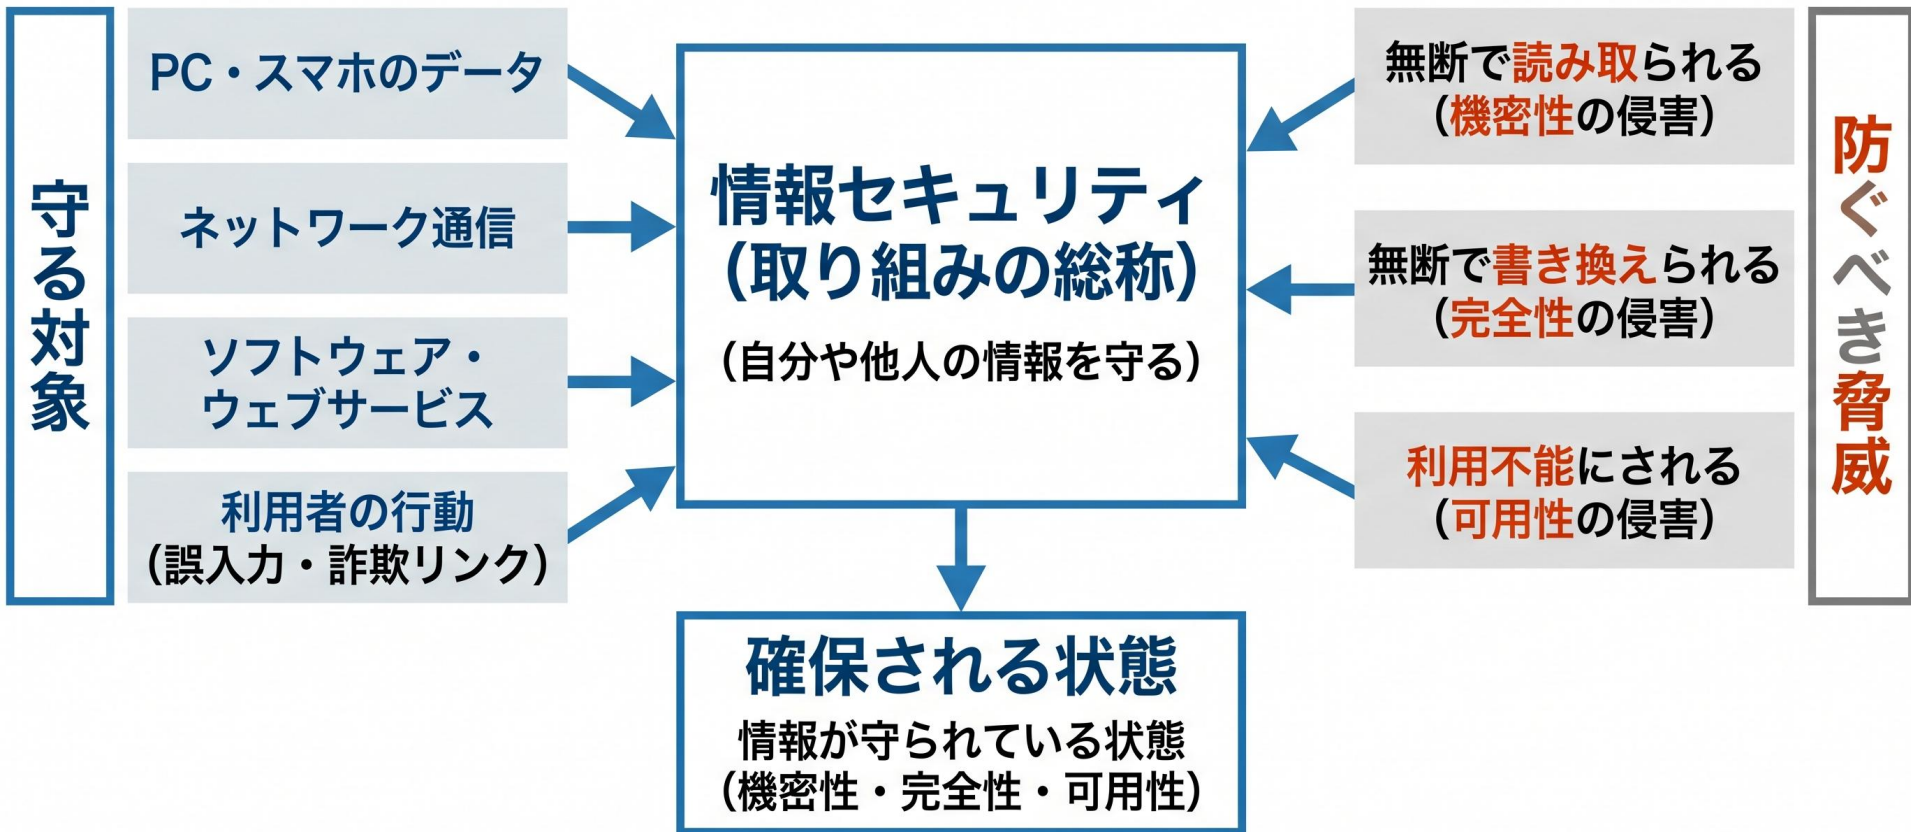 守る対象
PC・スマホのデータ
ネットワーク通信
ソフトウェア・
ウェブサービス
利用者の行動
（誤入力・詐欺リンク）
情報セキュリティ
（取り組みの総称）
（自分や他人の情報を守る）
確保される状態
情報が守られている状態
（機密性・完全性・可用性）
無断で読み取られる
（機密性の侵害）
無断で書き換えられる
（完全性の侵害）
利用不能にされる
（可用性の侵害）
防ぐべき脅威